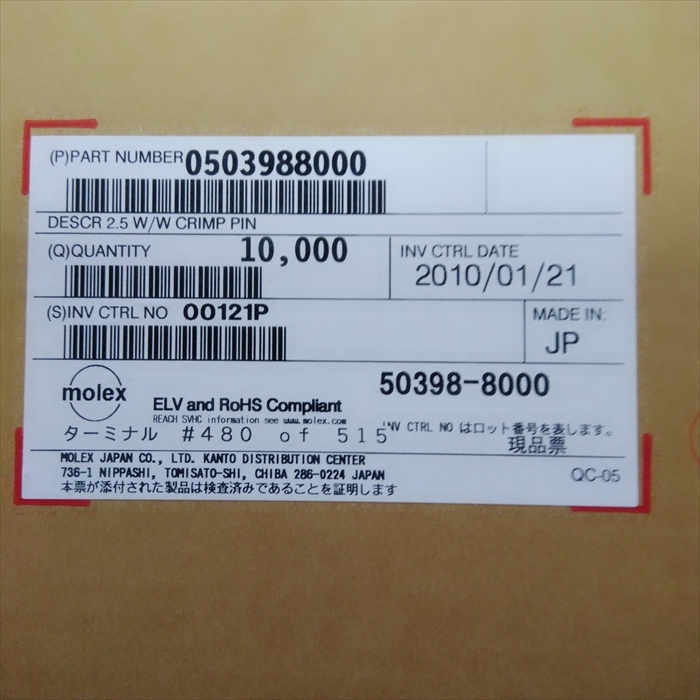 (P)PART NUMBER 0503988000
DESCR 2.5 W/W CRIMP PIN
(Q)QUANTITY 10,000
INV CTRL DATE
2010/01/21
(S)INV CTRL NO 00121P
MADE IN:
JP
molex
50398-8000
ELV and RoHS Compliant
REACH SVHC information see www.molex.com
ターミナル #480 of 515
INV CTRL NO はロット番号を表します。
現品票
MOLEX JAPAN CO., LTD. KANTO DISTRIBUTION CENTER
736-1 NIPPASHI, TOMISATO-SHI, CHIBA 286-0224 JAPAN
本票が添付された製品は検査済みであることを証明します
QC-05